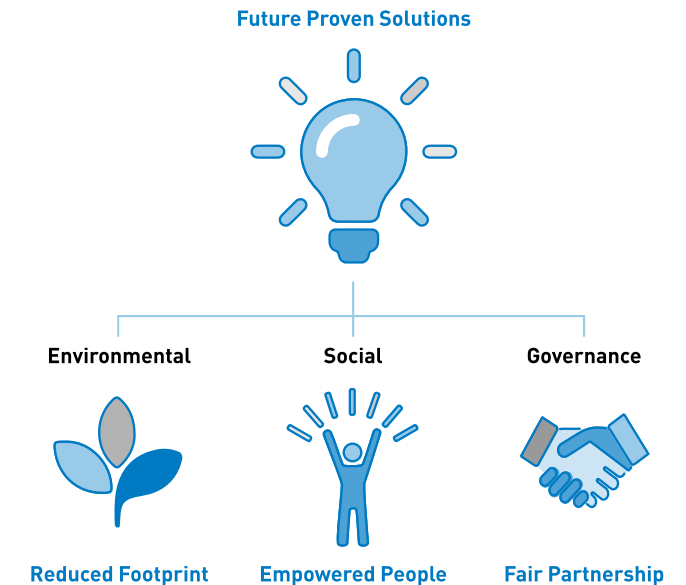 Future Proven Solutions
Environmental
Social
Governance
Reduced Footprint
Empowered People
Fair Partnership